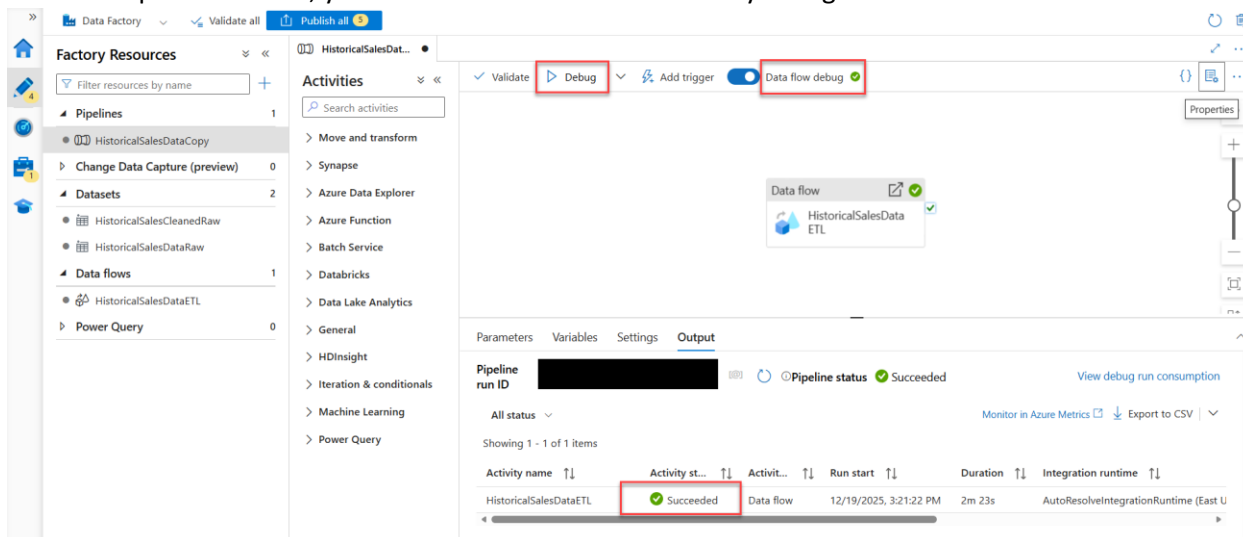 » Data Factory Validate all Publish all 5
Factory Resources
Filter resources by name
Pipelines 1
HistoricalSalesDataCopy
Change Data Capture (preview) 0
Datasets 2
HistoricalSalesCleanedRaw
HistoricalSalesDataRaw
Data flows 1
HistoricalSalesDataETL
Power Query 0
4
1
HistoricalSalesDat...
Activities
Search activities
Move and transform
Synapse
Azure Data Explorer
Azure Function
Batch Service
Databricks
Data Lake Analytics
General
HDInsight
Iteration & conditionals
Machine Learning
Power Query
Validate Debug Add trigger Data flow debug
Properties
Data flow
HistoricalSalesData
ETL
Parameters Variables Settings Output
Pipeline
run ID
Pipeline status Succeeded View debug run consumption
All status Monitor in Azure Metrics Export to CSV
Showing 1 - 1 of 1 items
Activity name Activity st... Activit... Run start Duration Integration runtime
HistoricalSalesDataETL Succeeded Data flow 12/19/2025, 3:21:22 PM 2m 23s AutoResolveIntegrationRuntime (East U